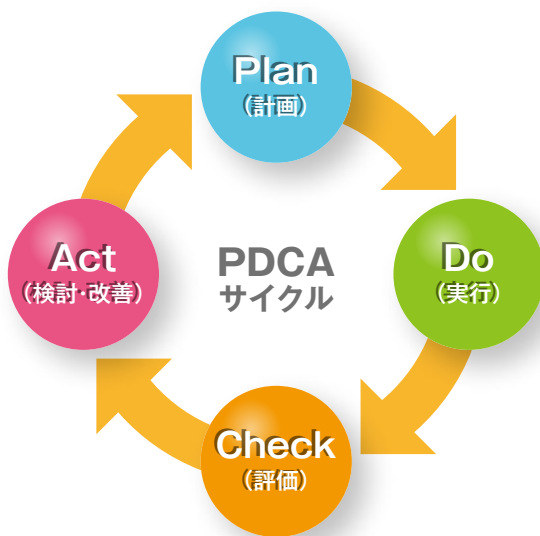 Plan
(計画)
Do
(実行)
Check
(評価)
Act
(検討・改善)
PDCA
サイクル